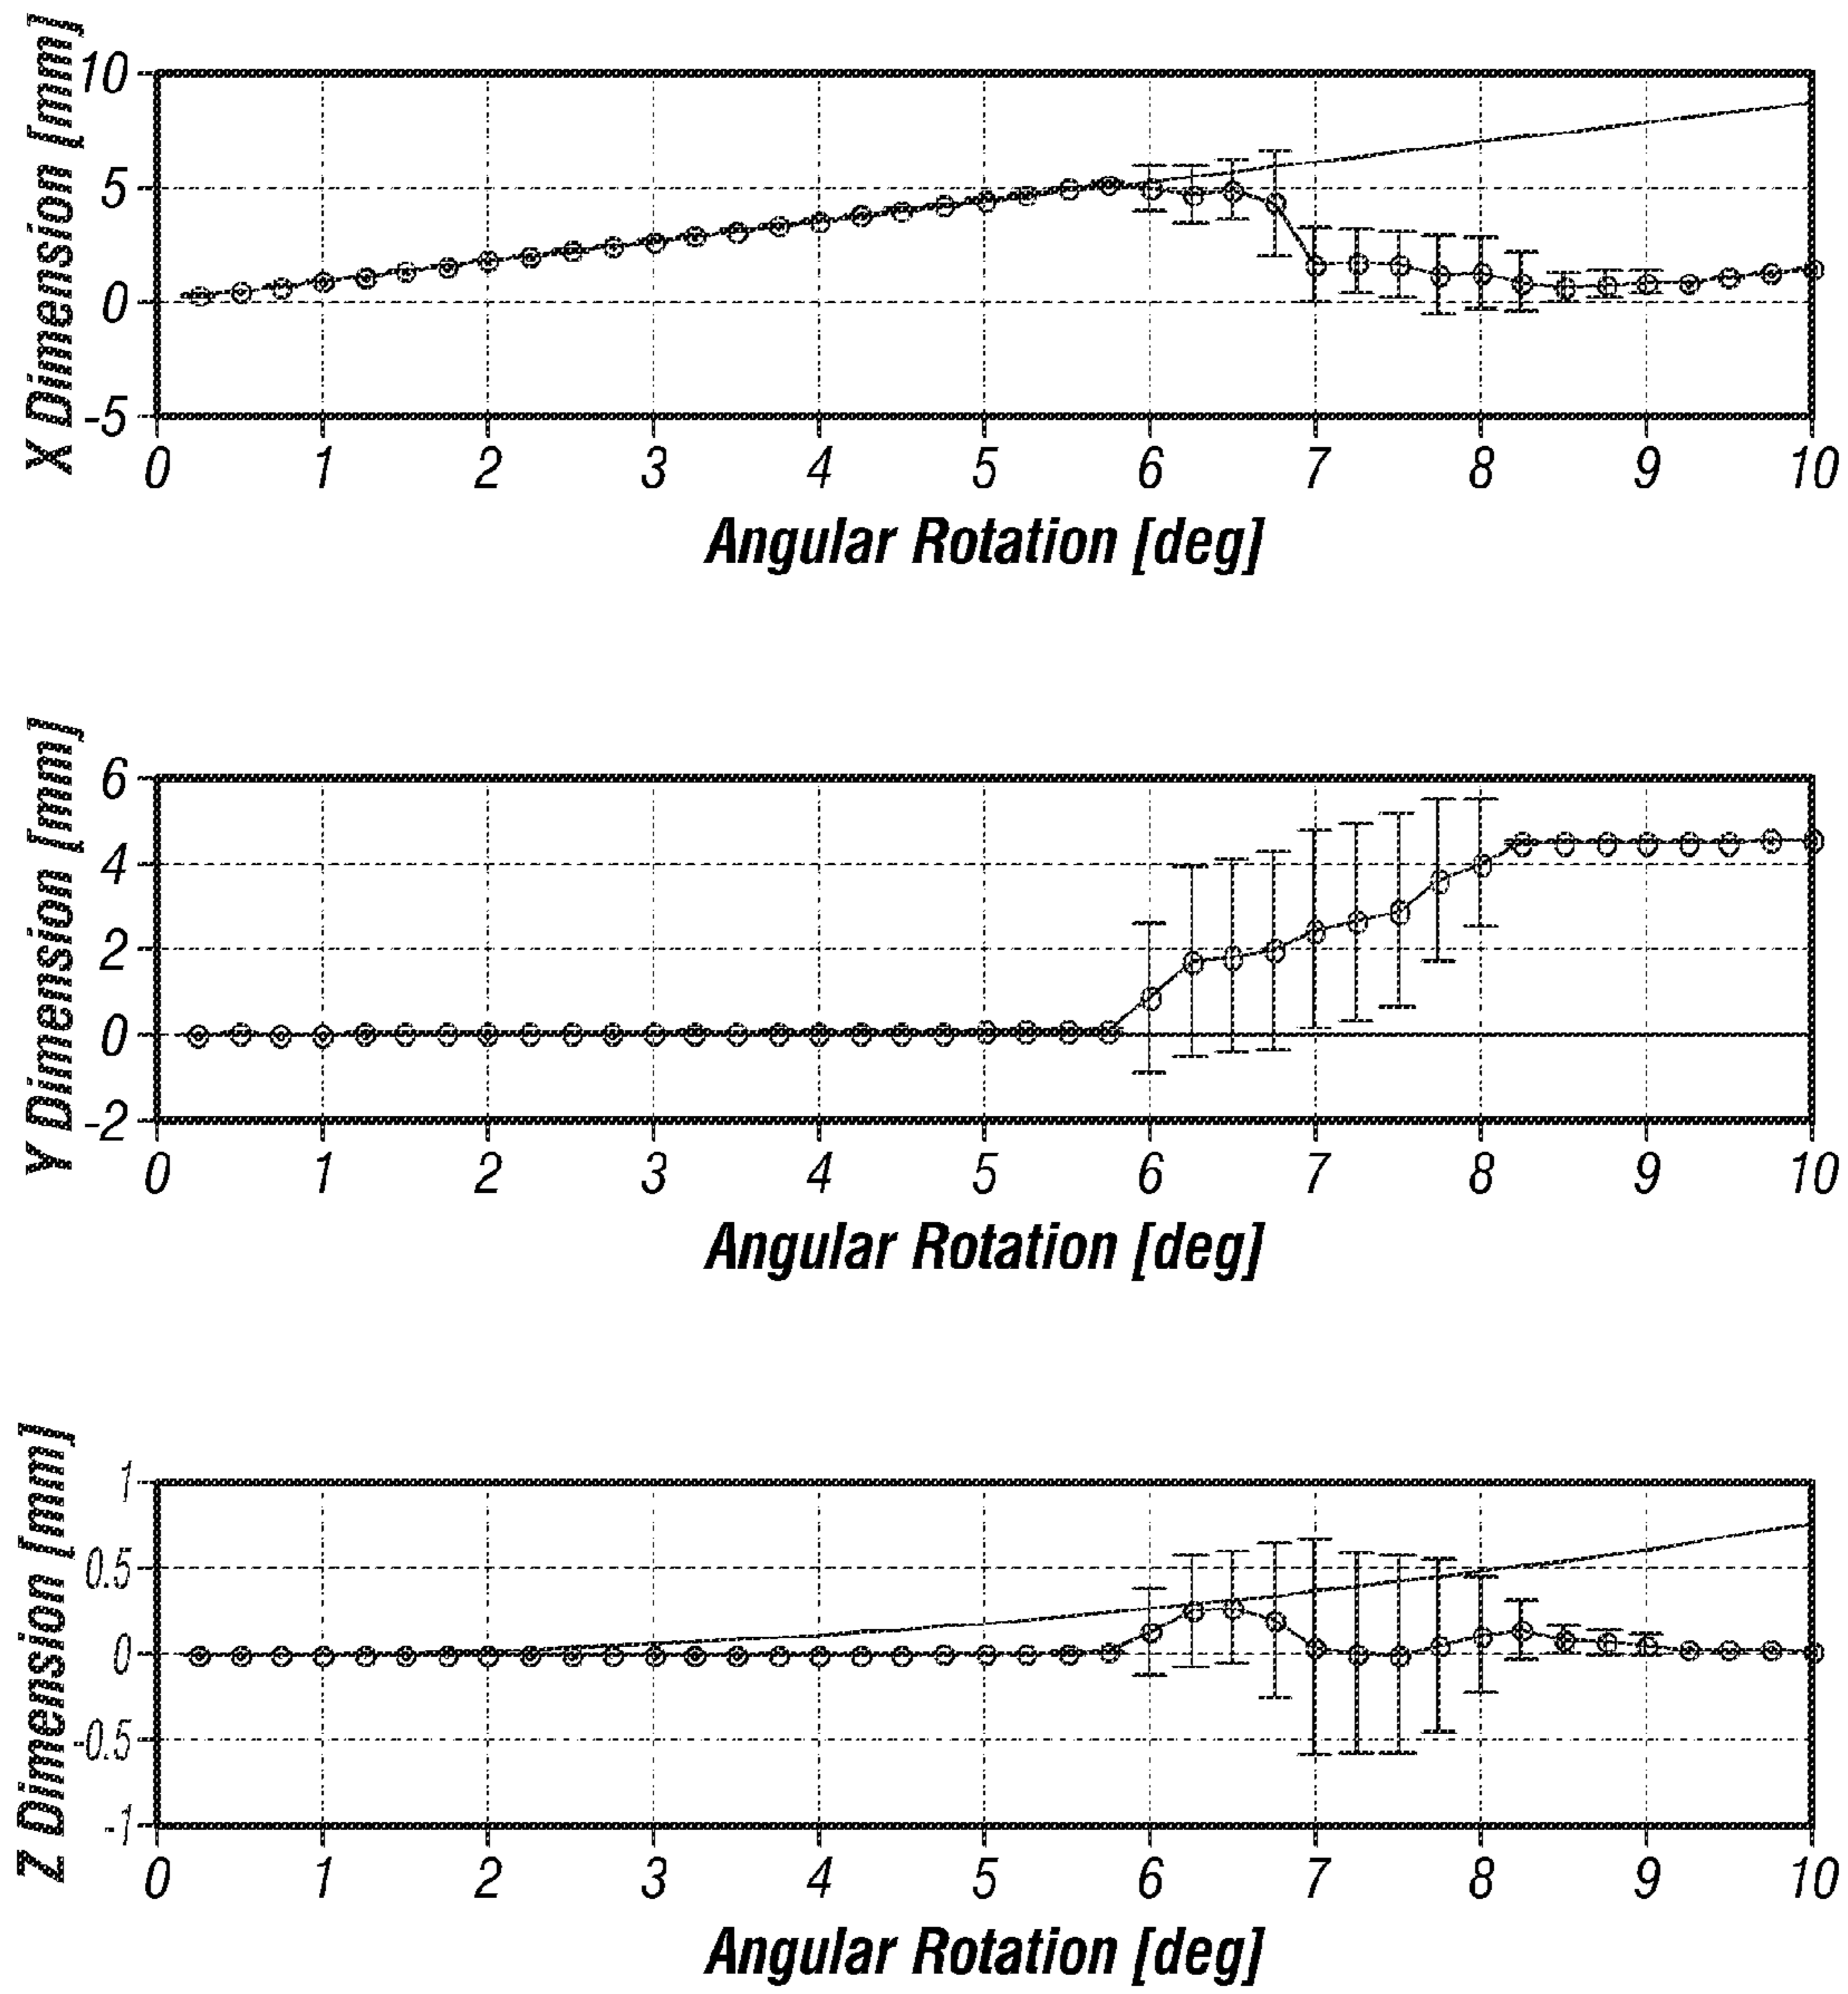 X Dimension [mm]
10
5
0
-5
0 1 2 3 4 5 6 7 8 9 10
Angular Rotation [deg]
Y Dimension [mm]
6
4
2
0
-2
0 1 2 3 4 5 6 7 8 9 10
Angular Rotation [deg]
Z Dimension [mm]
1
0.5
0
-0.5
-1
0 1 2 3 4 5 6 7 8 9 10
Angular Rotation [deg]